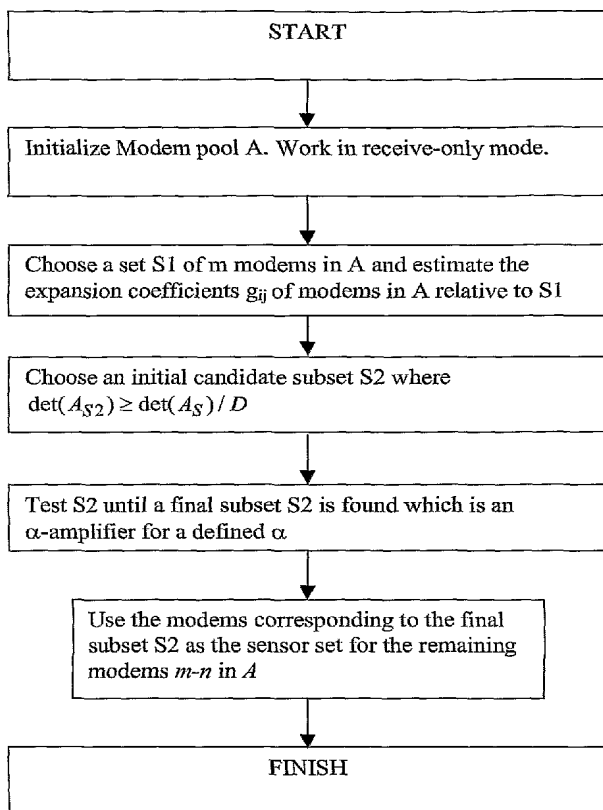 START
Initialize Modem pool A. Work in receive-only mode.
Choose a set S1 of m modems in A and estimate the
expansion coefficients gij of modems in A relative to S1
Choose an initial candidate subset S2 where
det(A_S2) ≥ det(A_S) / D
Test S2 until a final subset S2 is found which is an
α-amplifier for a defined α
Use the modems corresponding to the final
subset S2 as the sensor set for the remaining
modems m-n in A
FINISH